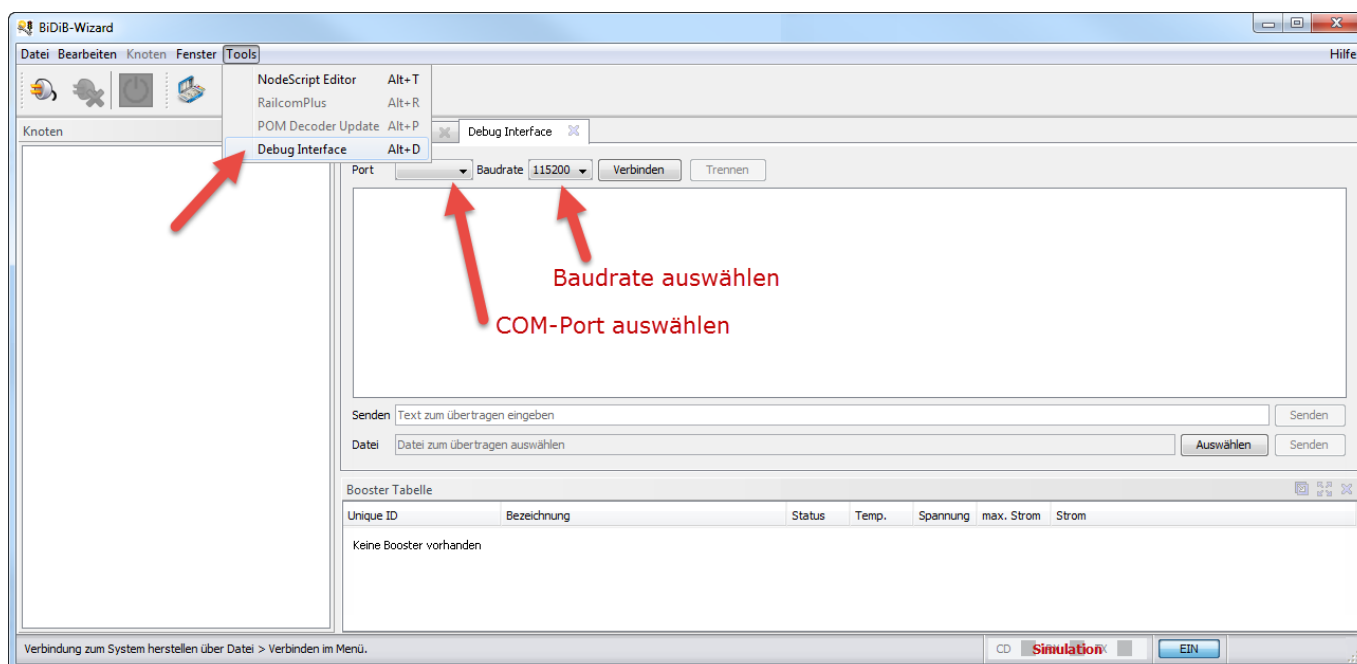 BiDiB-Wizard
Datei Bearbeiten Knoten Fenster Tools Hilfe
NodeScript Editor Alt+T
RailcomPlus Alt+R
POM Decoder Update Alt+P
Debug Interface Alt+D
Knoten
Debug Interface
Port Baudrate 115200 Verbinden Trennen
Baudrate auswählen
COM-Port auswählen
Senden Text zum übertragen eingeben Senden
Datei Datei zum übertragen auswählen Auswählen Senden
Booster Tabelle
Unique ID Bezeichnung Status Temp. Spannung max. Strom Strom
Keine Booster vorhanden
Verbindung zum System herstellen über Datei > Verbinden im Menü. CD Simulation EIN